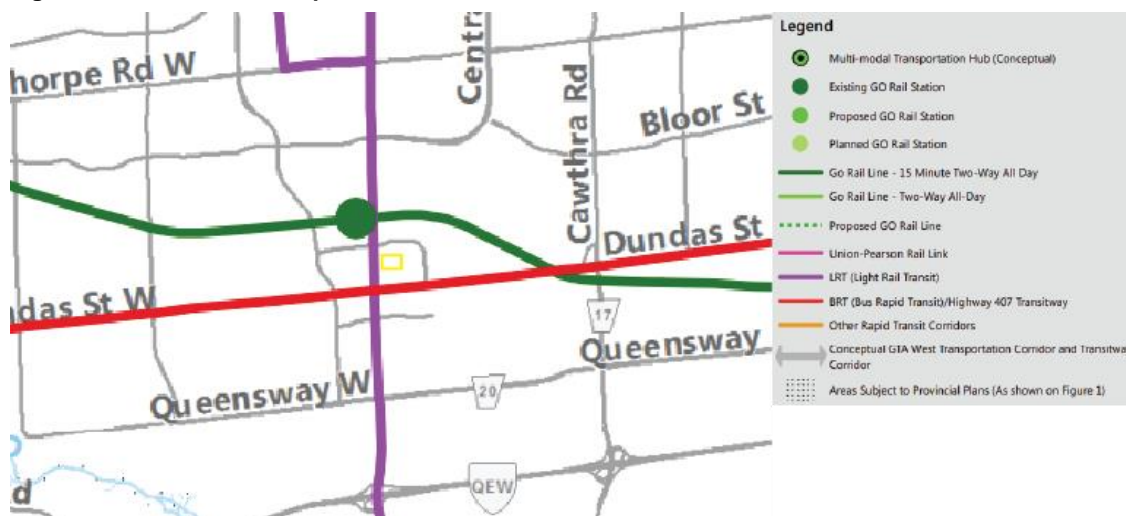 horpe Rd W
Centra
Cawthra Rd
Bloor St
Dundas St
das St W
17
Queensway
Queensway W
20
QEW
d
Legend
Multi-modal Transportation Hub (Conceptual)
Existing GO Rail Station
Proposed GO Rail Station
Planned GO Rail Station
Go Rail Line - 15 Minute Two-Way All Day
Go Rail Line - Two-Way All-Day
Proposed GO Rail Line
Union-Pearson Rail Link
LRT (Light Rail Transit)
BRT (Bus Rapid Transit)/Highway 407 Transitway
Other Rapid Transit Corridors
Conceptual GTA West Transportation Corridor and Transitwa
Corridor
Areas Subject to Provincial Plans (As shown on Figure 1)